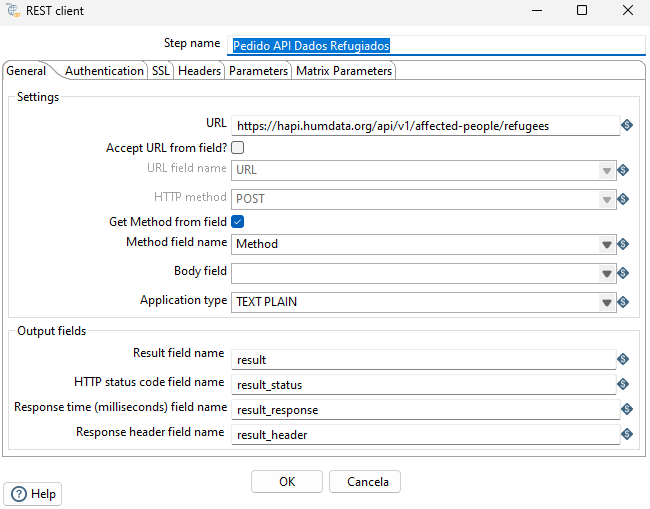 REST client
Step name Pedido API Dados Refugiados
General Authentication SSL Headers Parameters Matrix Parameters
Settings
URL https://hapi.humdata.org/api/v1/affected-people/refugees
Accept URL from field?
URL field name URL
HTTP method POST
Get Method from field
Method field name Method
Body field
Application type TEXT PLAIN
Output fields
Result field name result
HTTP status code field name result_status
Response time (milliseconds) field name result_response
Response header field name result_header
OK Cancela
Help